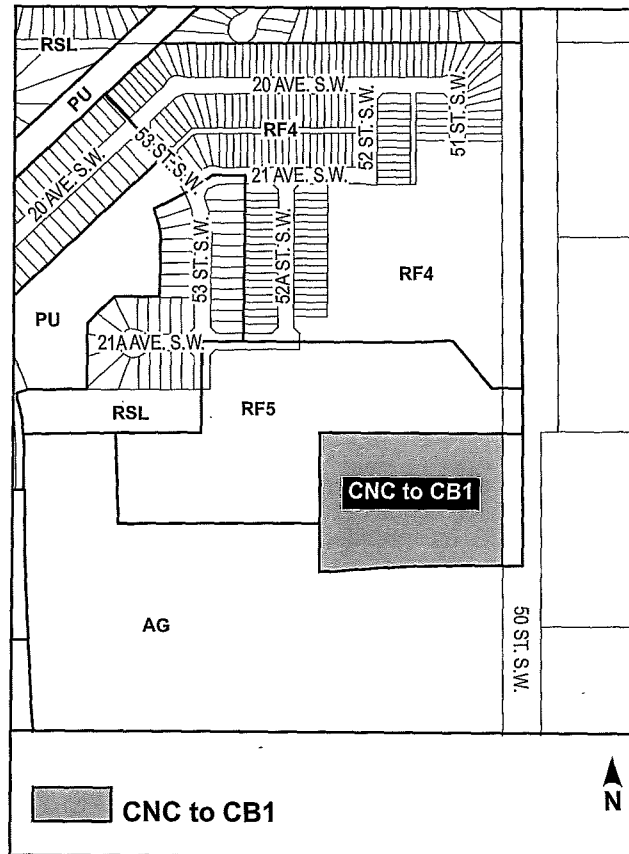 RSL
PU
20 AVE. S.W.
51 ST. S.W.
52 ST. S.W.
RF4
53 ST. S.W.
21 AVE. S.W.
20 AVE. S.W.
53 ST. S.W.
52A ST. S.W.
RF4
PU
21A AVE. S.W.
RSL
RF5
CNC to CB1
AG
50 ST. S.W.
CNC to CB1
N